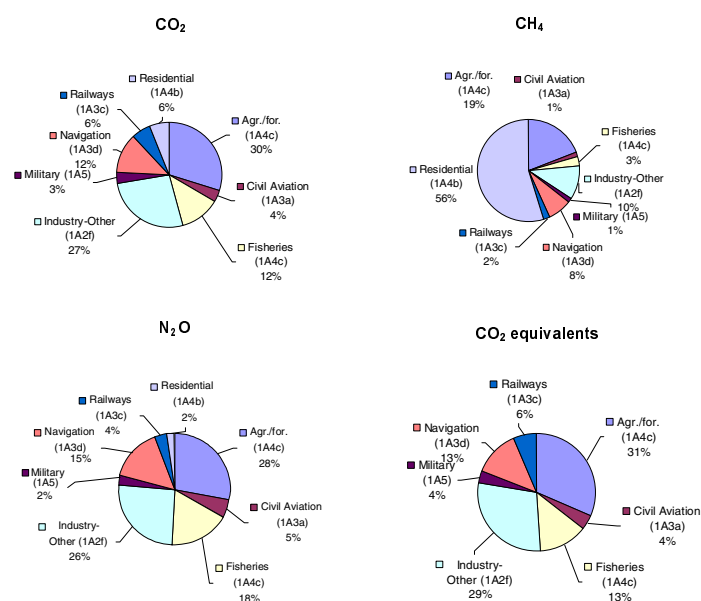 CO₂
Residential
(1A4b)
6%
Railways
(1A3c)
6%
Navigation
(1A3d)
12%
Military (1A5)
3%
Industry-Other
(1A2f)
27%
Agr./for.
(1A4c)
30%
Civil Aviation
(1A3a)
4%
Fisheries
(1A4c)
12%
CH₄
Agr./for.
(1A4c)
19%
Civil Aviation
(1A3a)
1%
Fisheries
(1A4c)
3%
Industry-Other
(1A2f)
10%
Military (1A5)
1%
Navigation
(1A3d)
8%
Railways
(1A3c)
2%
Residential
(1A4b)
56%
N₂O
Residential
(1A4b)
2%
Railways
(1A3c)
4%
Navigation
(1A3d)
15%
Military
(1A5)
2%
Industry-
Other (1A2f)
26%
Agr./for.
(1A4c)
28%
Civil Aviation
(1A3a)
5%
Fisheries
(1A4c)
18%
CO₂ equivalents
Railways
(1A3c)
6%
Navigation
(1A3d)
13%
Military
(1A5)
4%
Industry-
Other (1A2f)
29%
Agr./for.
(1A4c)
31%
Civil Aviation
(1A3a)
4%
Fisheries
(1A4c)
13%